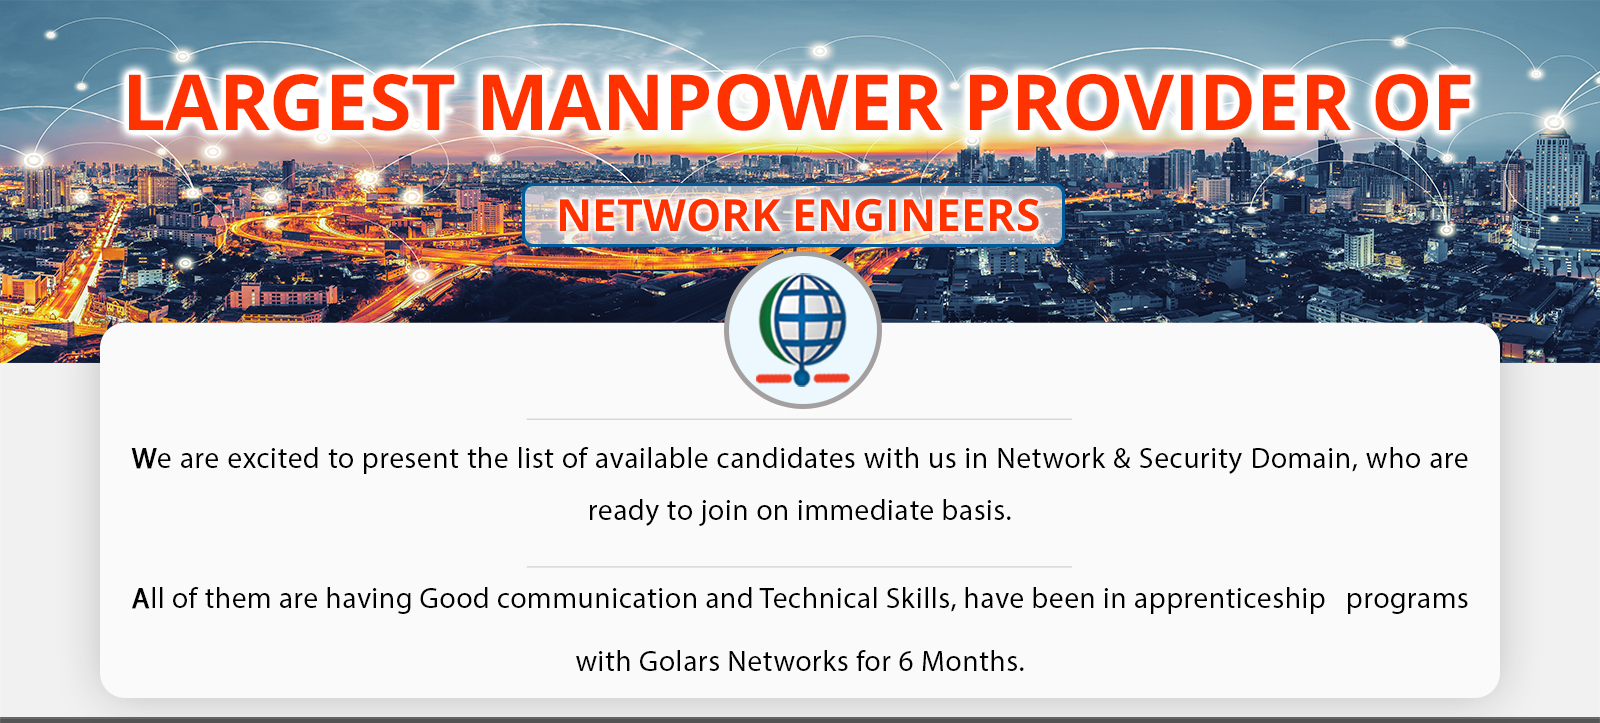 LARGEST MANPOWER PROVIDER OF
NETWORK ENGINEERS
We are excited to present the list of available candidates with us in Network & Security Domain, who are
ready to join on immediate basis.
All of them are having Good communication and Technical Skills, have been in apprenticeship programs
with Golars Networks for 6 Months.